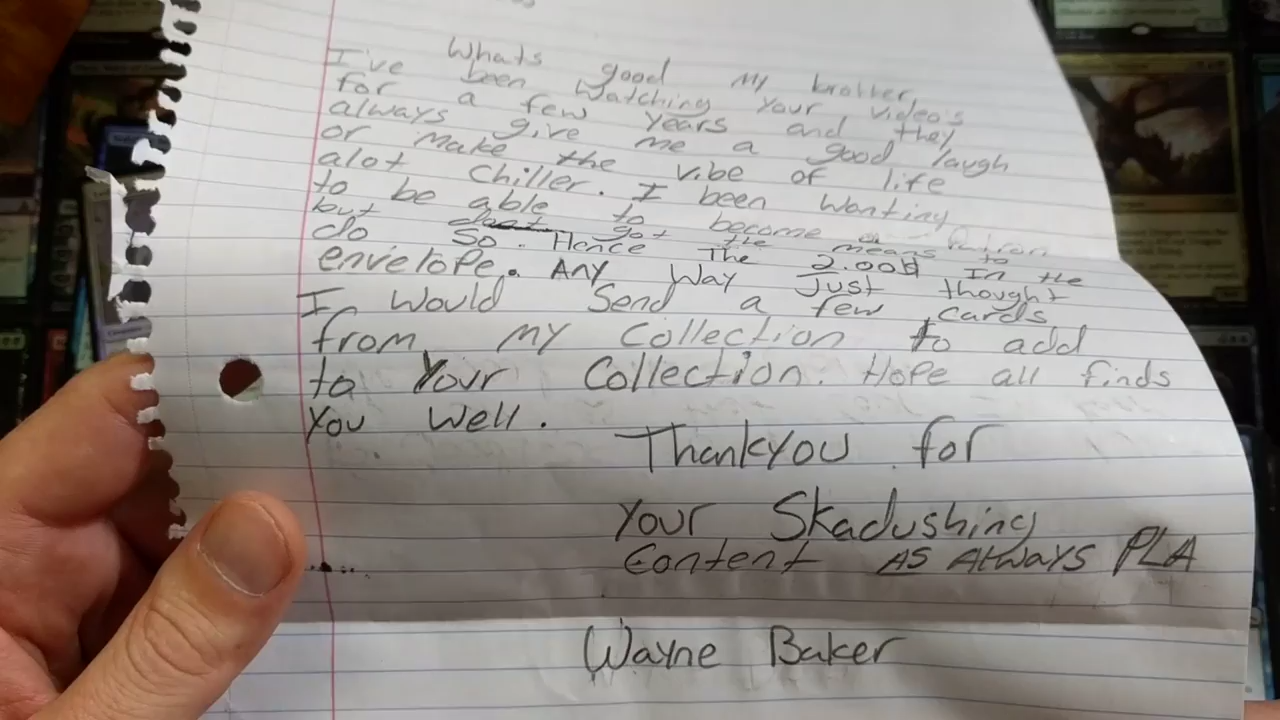 Whats good my brother,
I've been watching your video's
for a few years and they
always give me a good laugh
or make the vibe of life
alot chiller. I been wanting
to be able to become a Patron
but got the means to
do so. Hence The 2.00$ In the
envelope. Any Way Just thought
I would Send a few cards
from my Collection to add
to Your Collection. Hope all finds
you well.
Thankyou for
your Skadushing
Content AS Always PLA
Wayne Baker